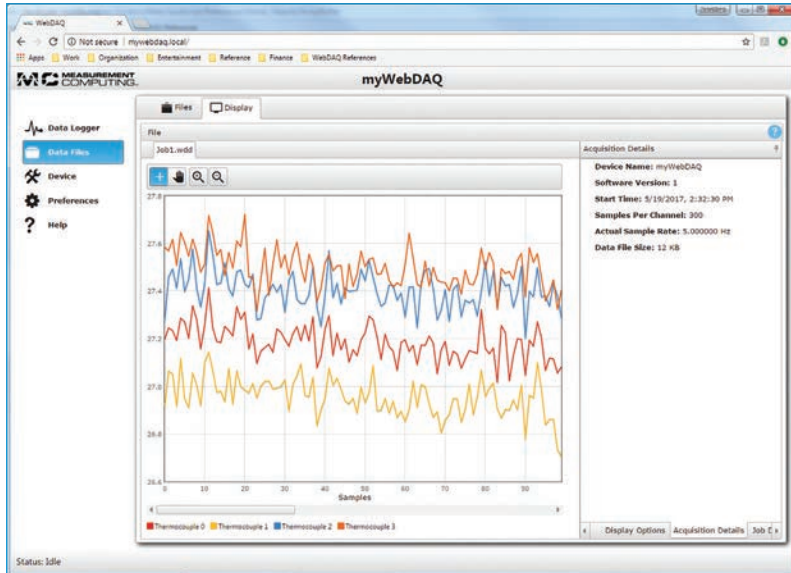 WebDAQ
Not secure | mywebdaq.local/
Apps Work Organization Entertainment Reference Finance WebDAQ References
MC MEASUREMENT COMPUTING.
myWebDAQ
Files Display
Data Logger
Data Files
Device
Preferences
Help
File
Job1.wdd
27.8
27.6
27.4
27.2
27.0
26.8
26.6
0 10 20 30 40 50 60 70 80 90
Samples
Thermocouple 0 Thermocouple 1 Thermocouple 2 Thermocouple 3
Acquisition Details
Device Name: myWebDAQ
Software Version: 1
Start Time: 5/19/2017, 2:32:30 PM
Samples Per Channel: 300
Actual Sample Rate: 5.000000 Hz
Data File Size: 12 KB
Display Options Acquisition Details Job
Status: Idle